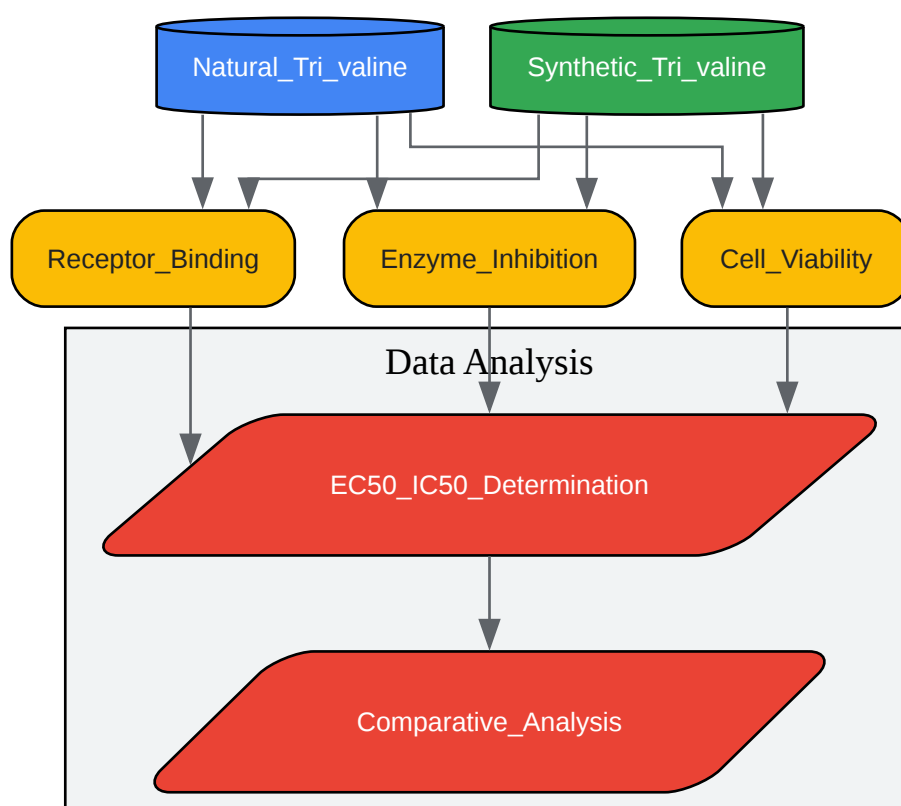 Natural_Tri_valine
Synthetic_Tri_valine
Receptor_Binding
Enzyme_Inhibition
Cell_Viability
Data Analysis
EC50_IC50_Determination
Comparative_Analysis